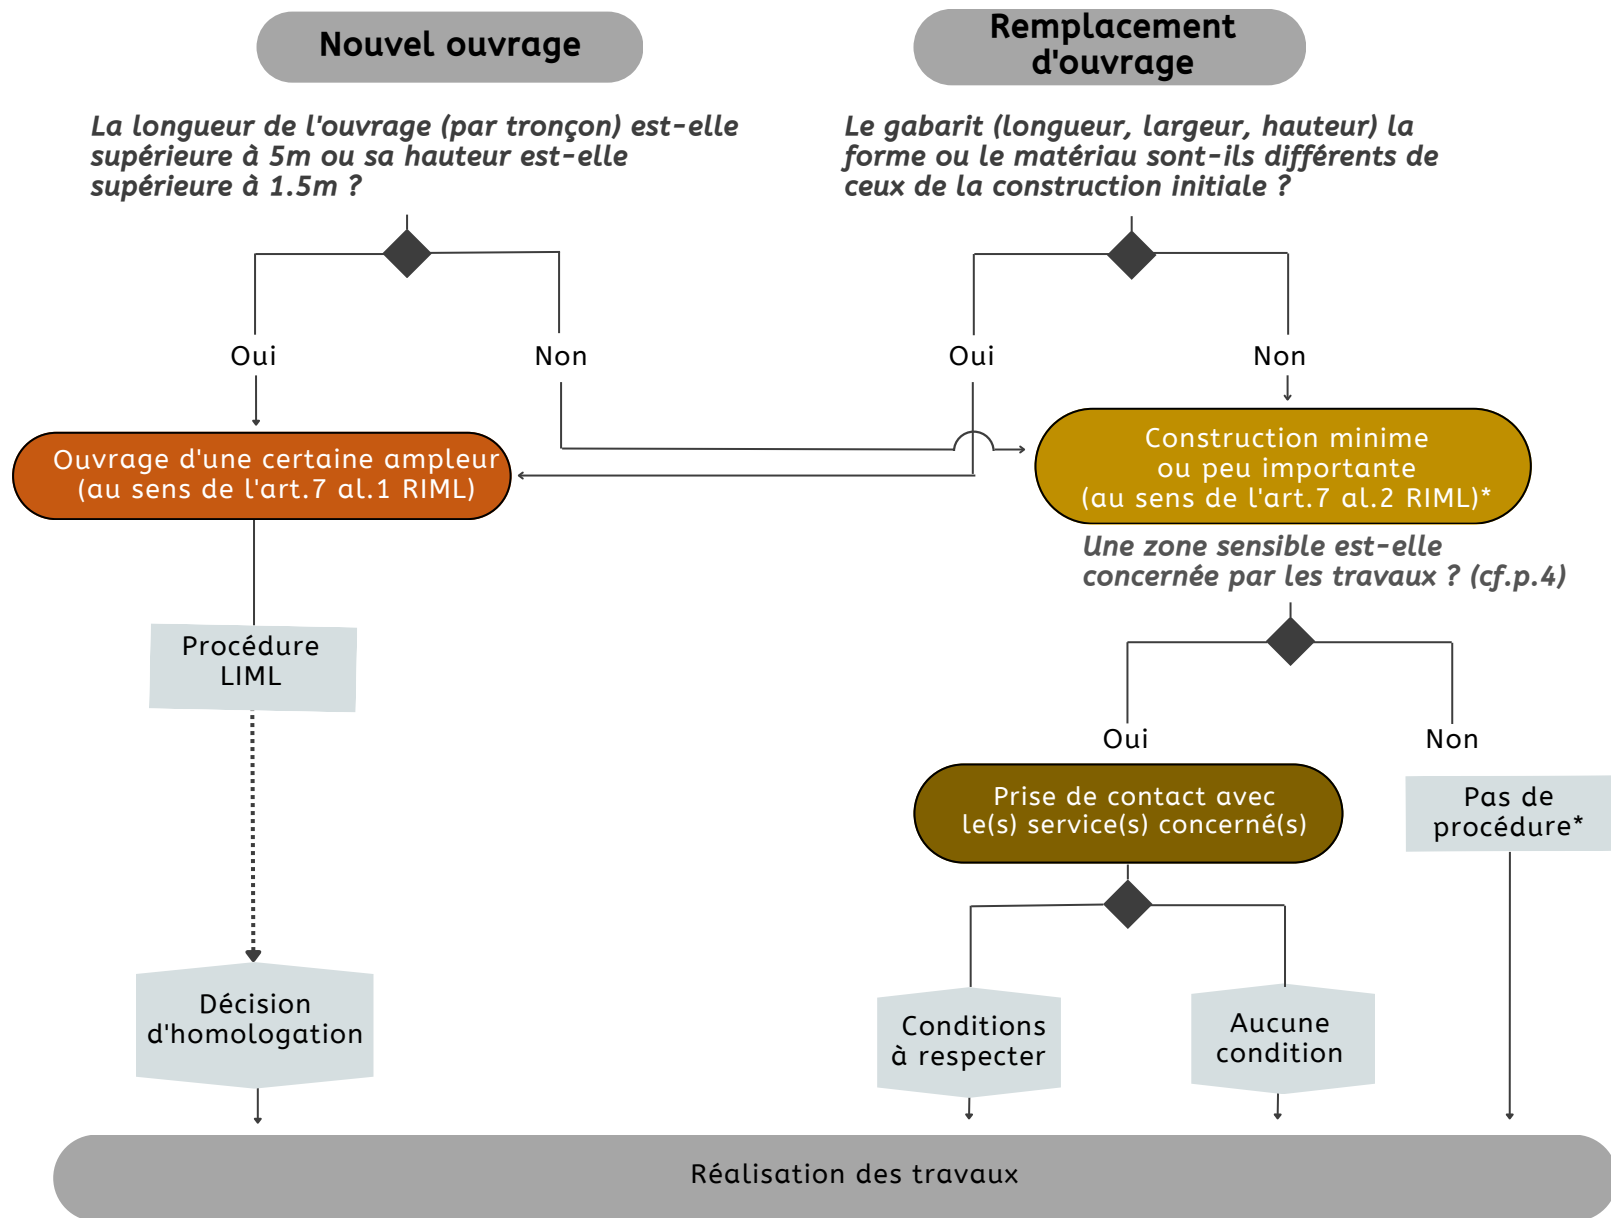 Nouvel ouvrage
Remplacement
d'ouvrage
La longueur de l'ouvrage (par tronçon) est-elle
supérieure à 5m ou sa hauteur est-elle
supérieure à 1.5m ?
Le gabarit (longueur, largeur, hauteur) la
forme ou le matériau sont-ils différents de
ceux de la construction initiale ?
Oui
Non
Oui
Non
Ouvrage d'une certaine ampleur
(au sens de l'art.7 al.1 RIML)
Construction minime
ou peu importante
(au sens de l'art.7 al.2 RIML)*
Une zone sensible est-elle
concernée par les travaux ? (cf.p.4)
Procédure
LIML
Oui
Non
Prise de contact avec
le(s) service(s) concerné(s)
Pas de
procédure*
Décision
d'homologation
Conditions
à respecter
Aucune
condition
Réalisation des travaux